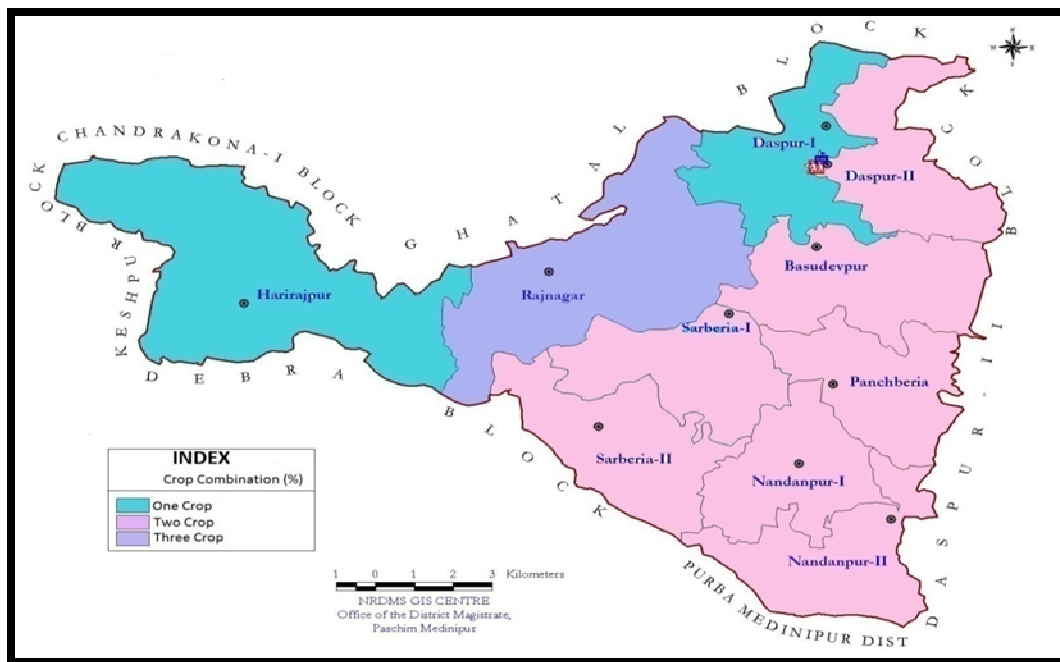 GHATAL BLOCK
CHANDRAKONA-I BLOCK
KESHPUR BLOCK
DEBRA BLOCK
DASPUR-II BLOCK
PURBA MEDINIPUR DIST
Daspur-I
Daspur-II
Basudevpur
Harirajpur
Rajnagar
Sarberia-I
Panchberia
Sarberia-II
Nandanpur-I
Nandanpur-II
INDEX
Crop Combination (%)
One Crop
Two Crop
Three Crop
1 0 1 2 3 Kilometers
NRDMS GIS CENTRE
Office of the District Magistrate,
Paschim Medinipur